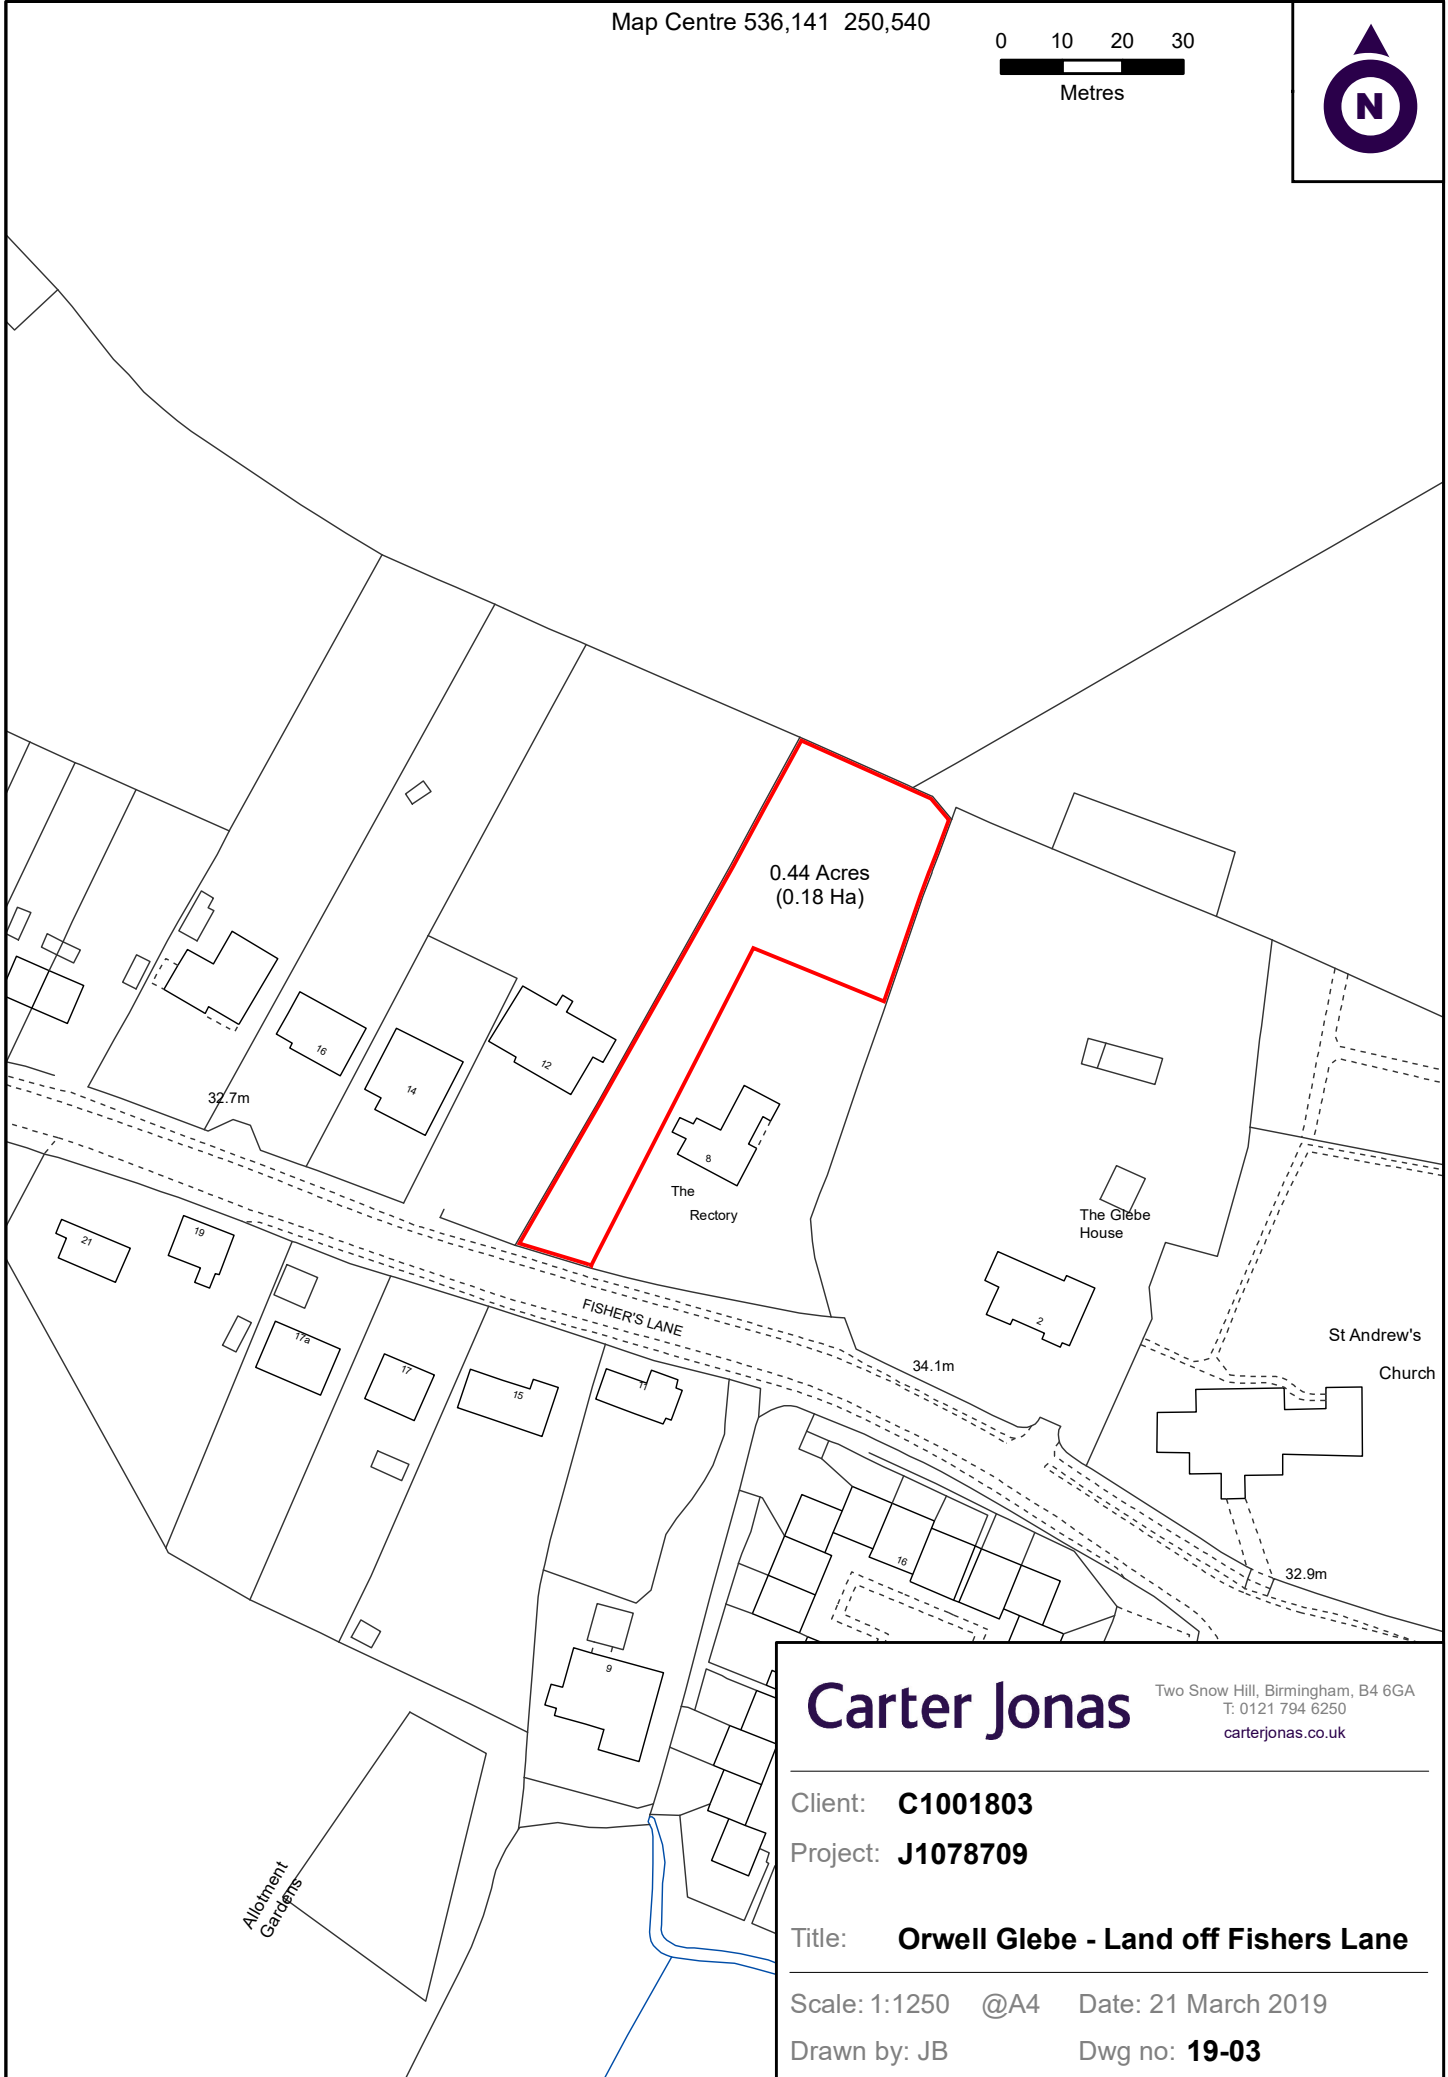 Map Centre 536,141 250,540
0 10 20 30
Metres
N
0.44 Acres
(0.18 Ha)
16
14
12
32.7m
8
The
Rectory
The Glebe
House
2
21
19
17a
17
15
11
FISHER'S LANE
34.1m
St Andrew's
Church
16
32.9m
9
Allotment
Gardens
Carter Jonas
Two Snow Hill, Birmingham, B4 6GA
T: 0121 794 6250
carterjonas.co.uk
Client: C1001803
Project: J1078709
Title: Orwell Glebe - Land off Fishers Lane
Scale: 1:1250 @A4 Date: 21 March 2019
Drawn by: JB Dwg no: 19-03